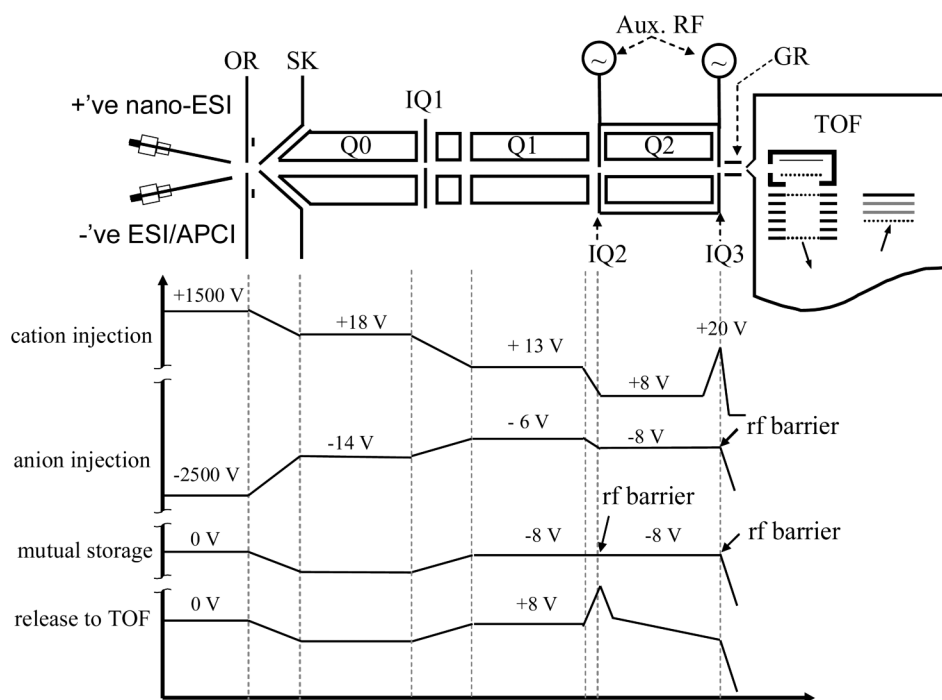 Aux. RF
OR
SK
GR
IQ1
+'ve nano-ESI
~
~
TOF
Q0
Q1
Q2
-'ve ESI/APCI
IQ2
IQ3
+1500 V
+18 V
+20 V
cation injection
+ 13 V
+8 V
rf barrier
- 6 V
-14 V
-8 V
anion injection
-2500 V
rf barrier
rf barrier
0 V
-8 V
-8 V
mutual storage
0 V
+8 V
release to TOF